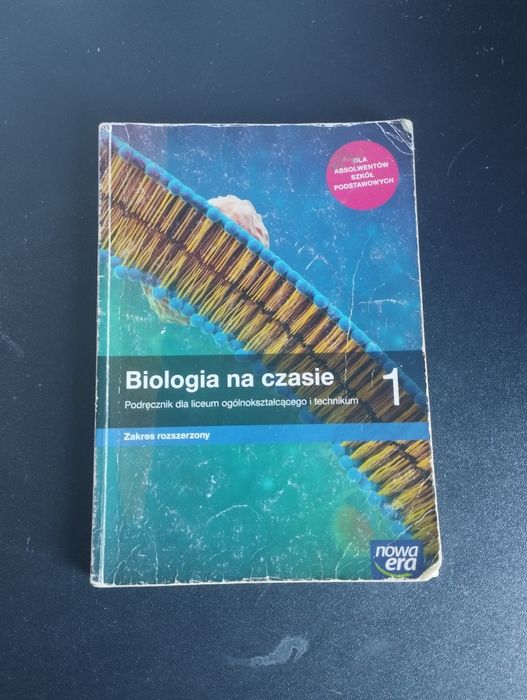 DLA
ABSOLWENTÓW
SZKÓŁ
PODSTAWOWYCH
Biologia na czasie 1
Podręcznik dla liceum ogólnokształcącego i technikum
Zakres rozszerzony
nowa
era